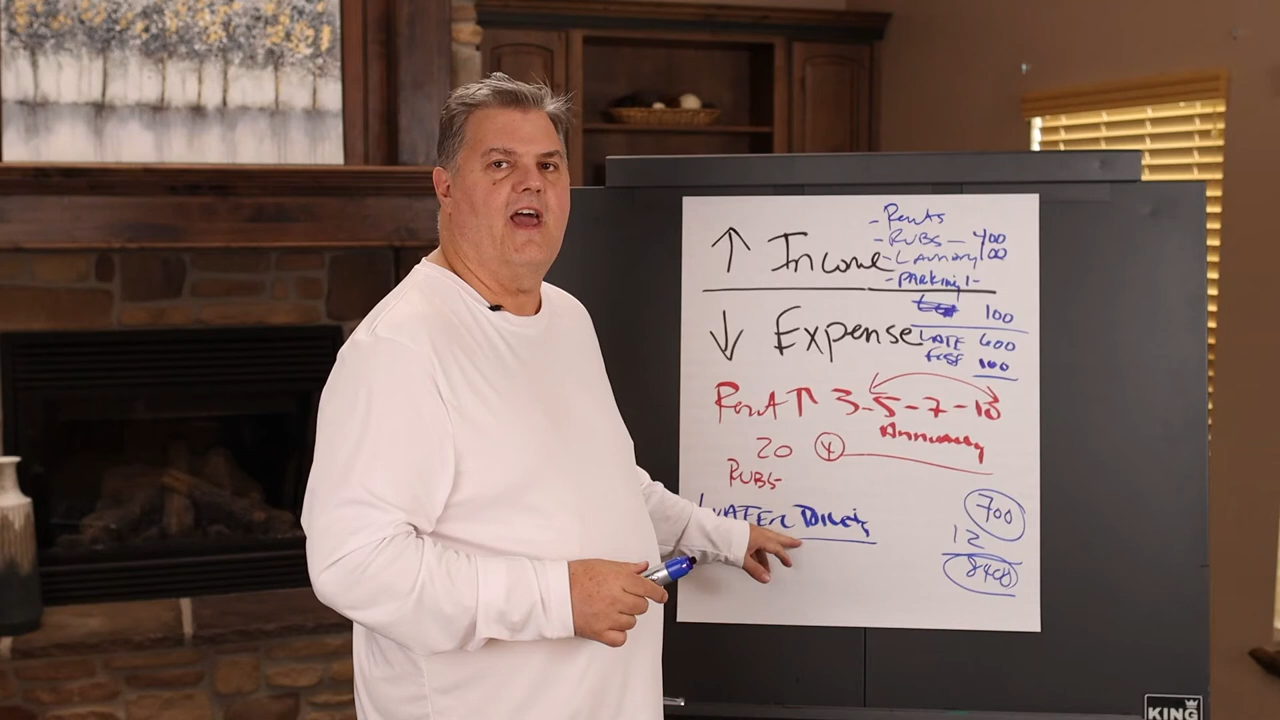 - Rents
- RUBS - 400
- Laundry 100
- PARKing 1-
↑ Income
100
↓ Expense
LATE 600
fees 100
Rent ↑ 3-5-7-10
Annually
20 4
RUBS
WATER
700
12
8400
KING